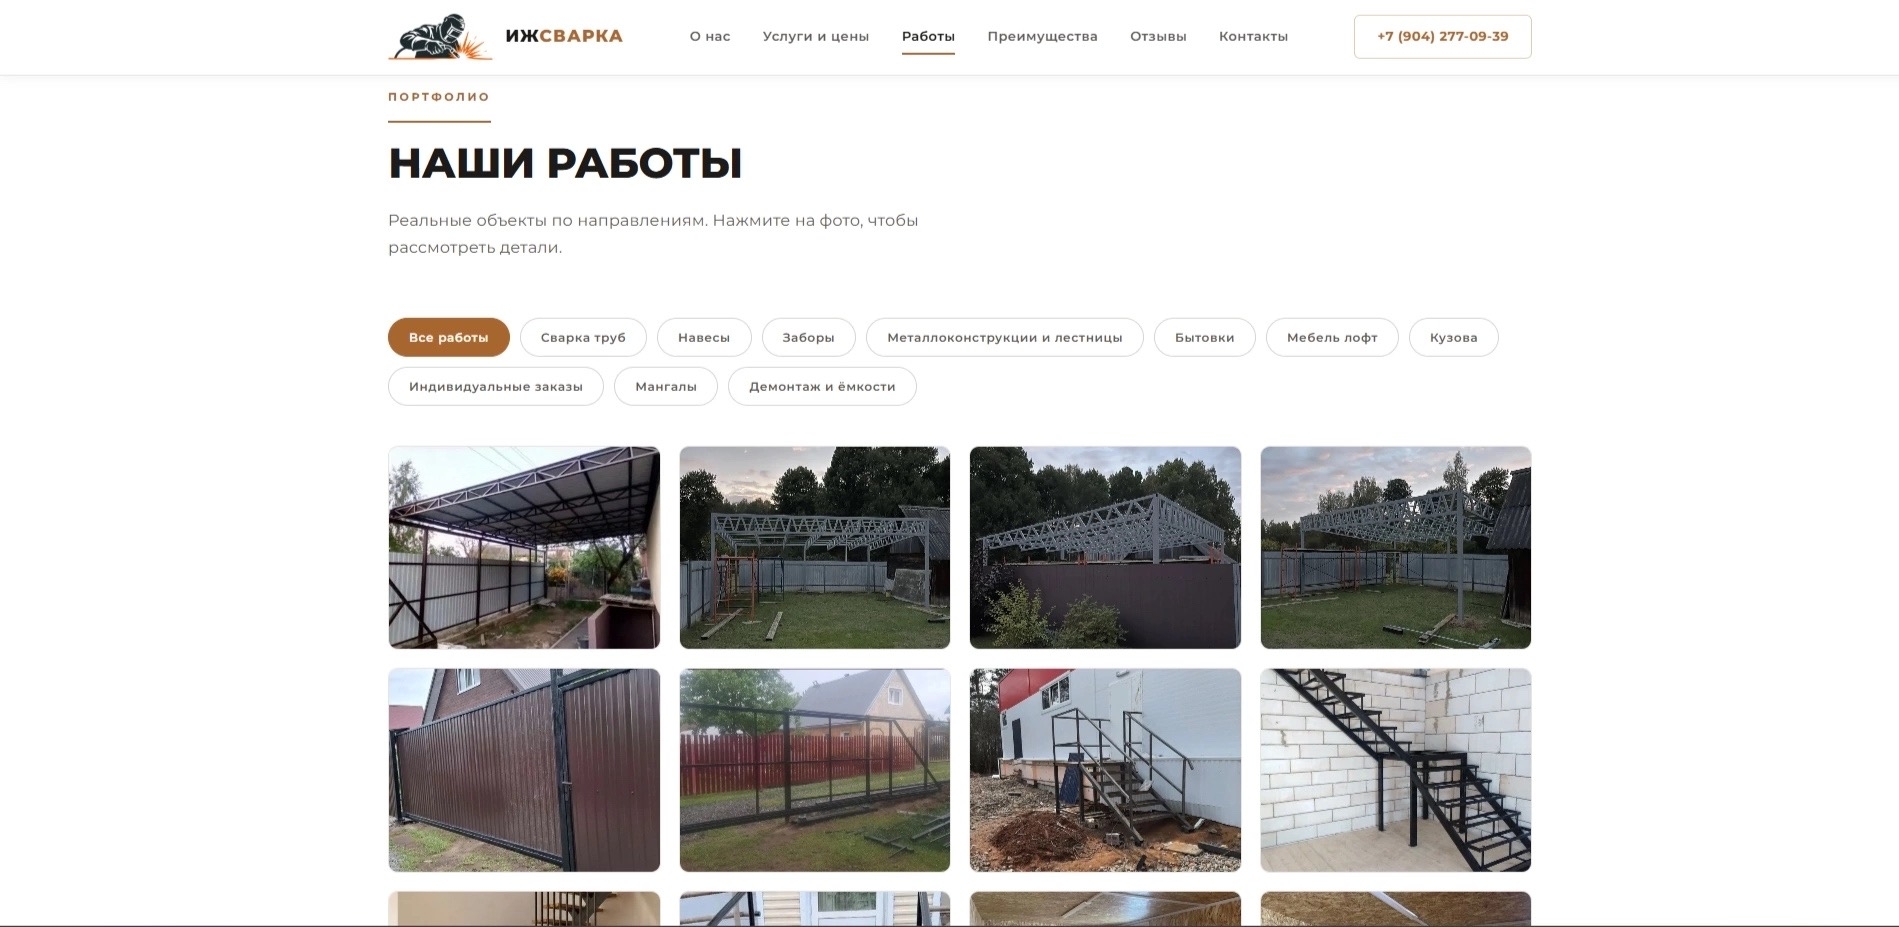 ИЖСВАРКА
О нас
Услуги и цены
Работы
Преимущества
Отзывы
Контакты
+7 (904) 277-09-39
ПОРТФОЛИО
НАШИ РАБОТЫ
Реальные объекты по направлениям. Нажмите на фото, чтобы
рассмотреть детали.
Все работы
Сварка труб
Навесы
Заборы
Металлоконструкции и лестницы
Бытовки
Мебель лофт
Кузова
Индивидуальные заказы
Мангалы
Демонтаж и ёмкости